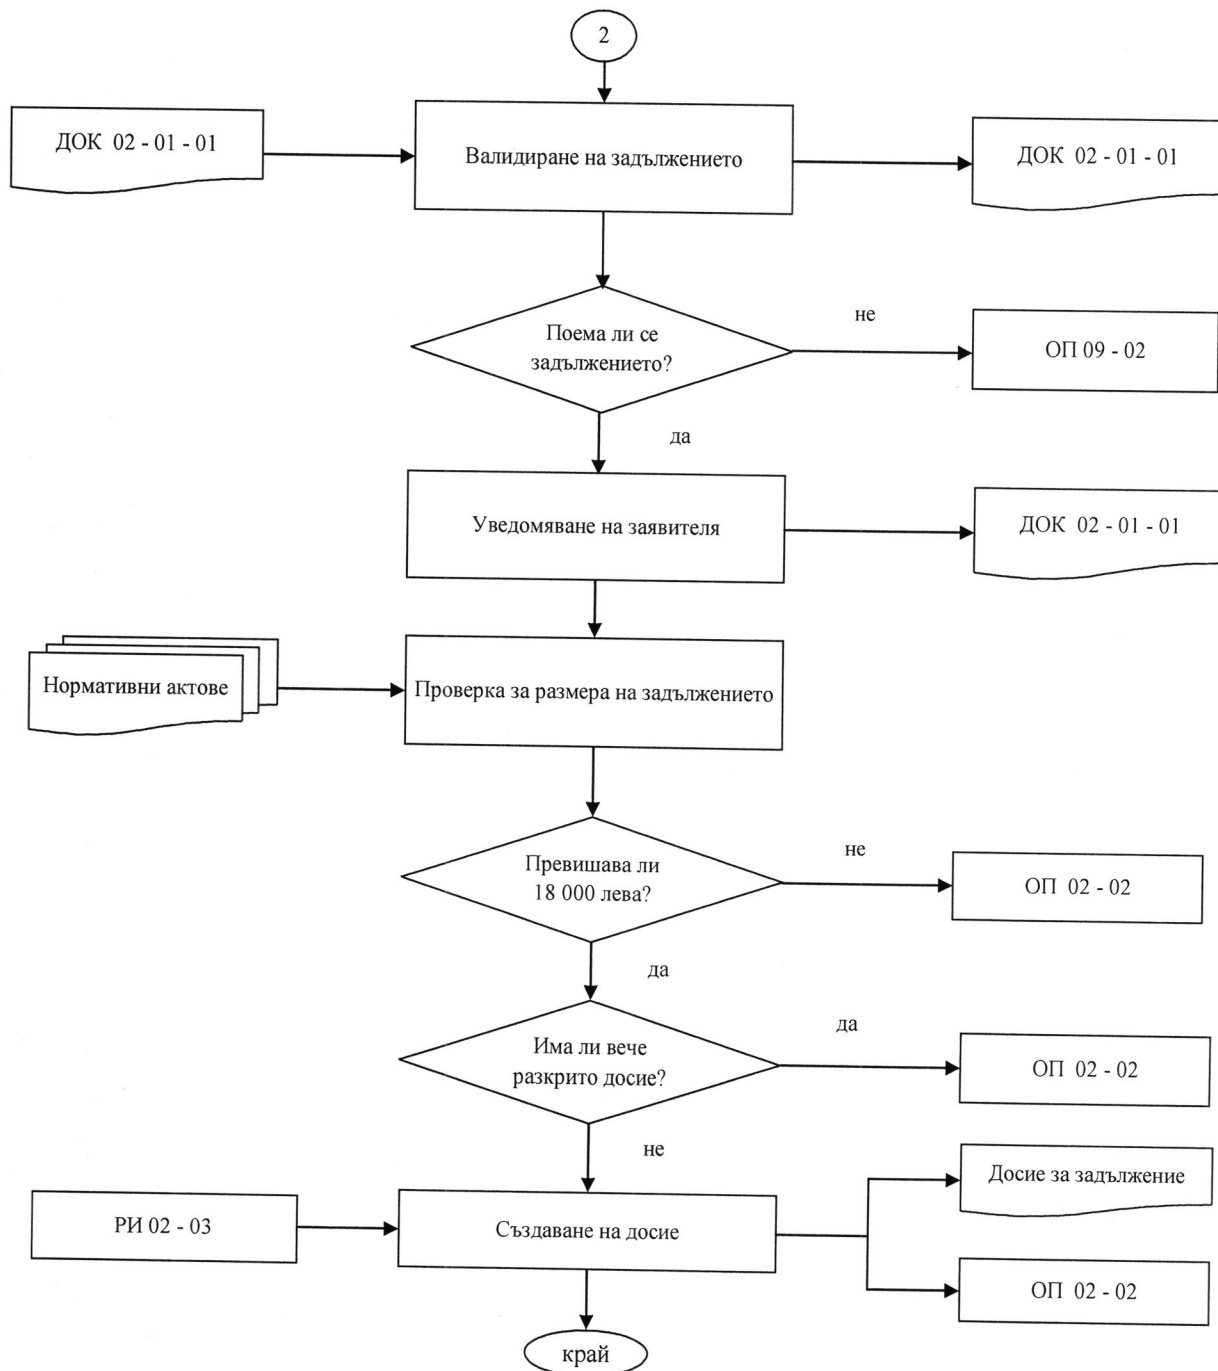 2
ДОК 02 - 01 - 01
Валидиране на задължението
ДОК 02 - 01 - 01
Поема ли се
задължението?
не
ОП 09 - 02
да
Уведомяване на заявителя
ДОК 02 - 01 - 01
Нормативни актове
Проверка за размера на задължението
Превишава ли
18 000 лева?
не
ОП 02 - 02
да
Има ли вече
разкрито досие?
да
ОП 02 - 02
не
Досие за задължение
РИ 02 - 03
Създаване на досие
ОП 02 - 02
край